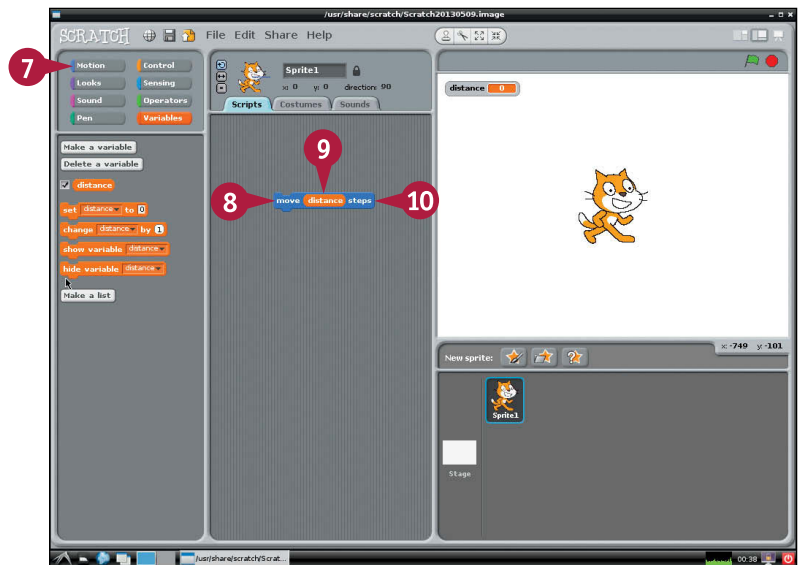 /usr/share/scratch/Scratch20130509.image
SCRATCH File Edit Share Help
7
Motion Control
Looks Sensing
Sound Operators
Pen Variables
Sprite1
x: 0 y: 0 direction: 90
Scripts Costumes Sounds
Make a variable
Delete a variable
distance
set distance to 0
change distance by 1
show variable distance
hide variable distance
Make a list
9
8 move distance steps 10
distance 0
x: -749 y: -101
New sprite:
Sprite1
Stage
/usr/share/scratch/Scrat...
00:38